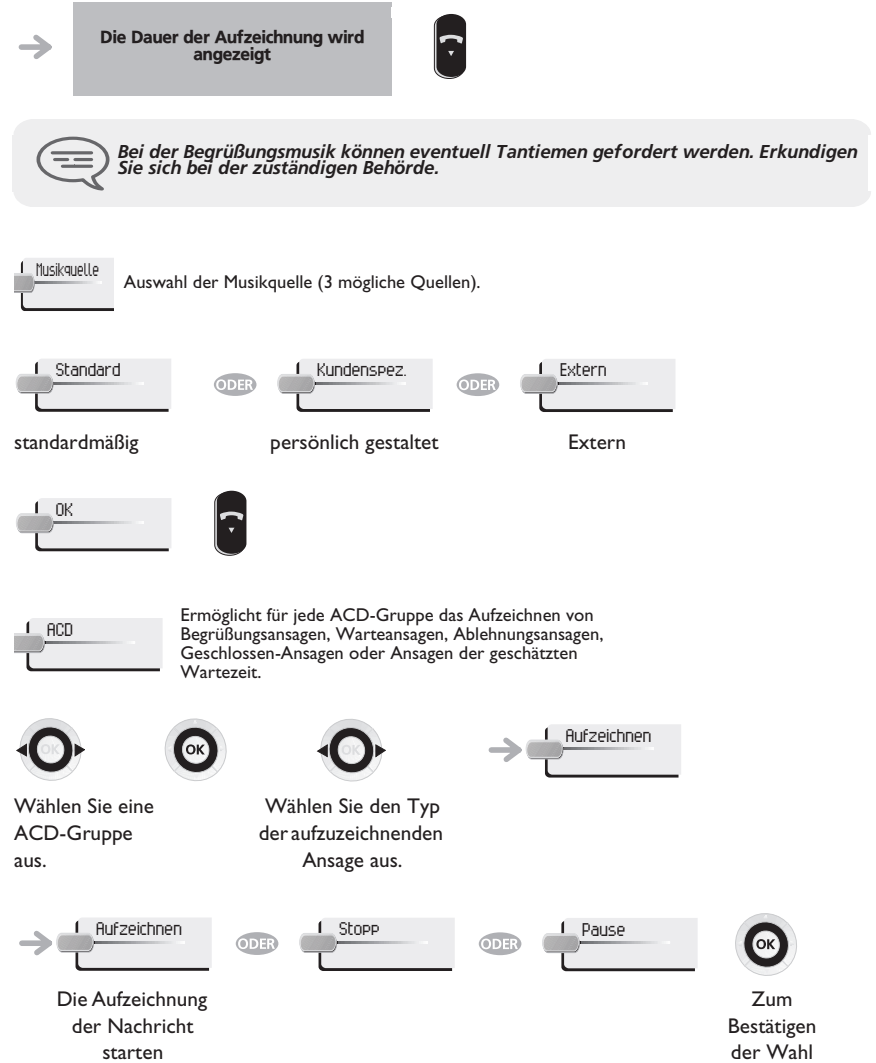 Die Dauer der Aufzeichnung wird
angezeigt
Bei der Begrüßungsmusik können eventuell Tantiemen gefordert werden. Erkundigen
Sie sich bei der zuständigen Behörde.
Musikquelle
Auswahl der Musikquelle (3 mögliche Quellen).
Standard
ODER
Kundenspez.
ODER
Extern
standardmäßig
persönlich gestaltet
Extern
OK
ACD
Ermöglicht für jede ACD-Gruppe das Aufzeichnen von
Begrüßungsansagen, Warteansagen, Ablehnungsansagen,
Geschlossen-Ansagen oder Ansagen der geschätzten
Wartezeit.
OK
OK
OK
Aufzeichnen
Wählen Sie eine
ACD-Gruppe
aus.
Wählen Sie den Typ
der aufzuzeichnenden
Ansage aus.
Aufzeichnen
ODER
Stopp
ODER
Pause
OK
Die Aufzeichnung
der Nachricht
starten
Zum
Bestätigen
der Wahl